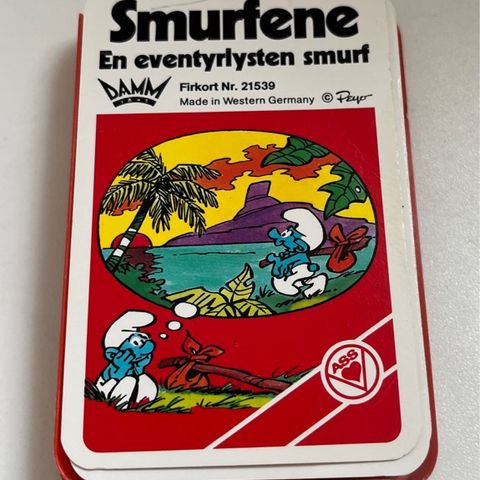 Smurfene
En eventyrlysten smurf
DAMM
Firkort Nr. 21539
Made in Western Germany © Peyo
ASS